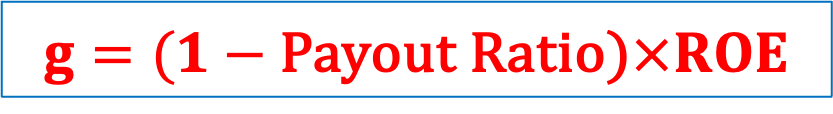 g = (1 − Payout Ratio)×ROE